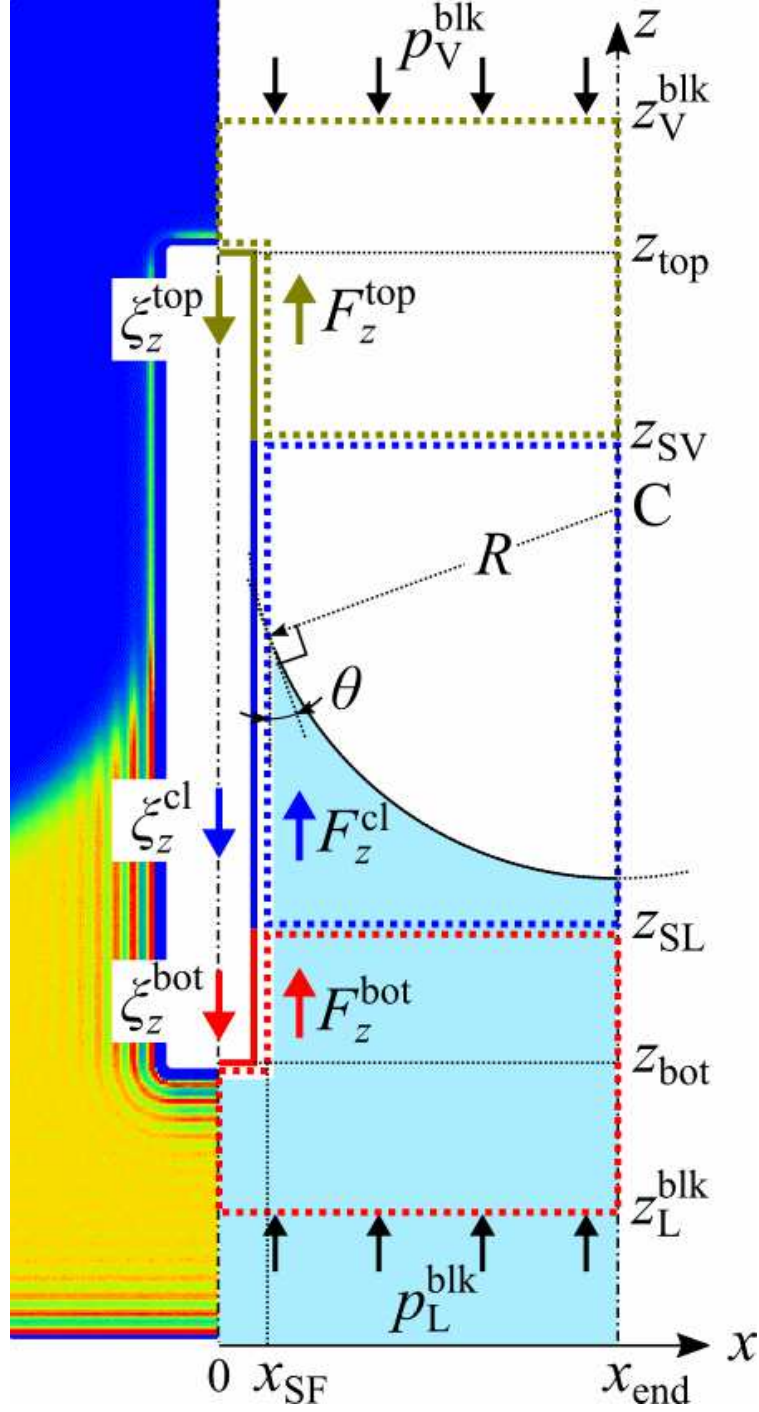 p_V^blk
z
z_V^blk
z_top
ξ_z^top
F_z^top
z_SV
C
R
θ
ξ_z^cl
F_z^cl
z_SL
ξ_z^bot
F_z^bot
z_bot
z_L^blk
p_L^blk
x
0
x_SF
x_end